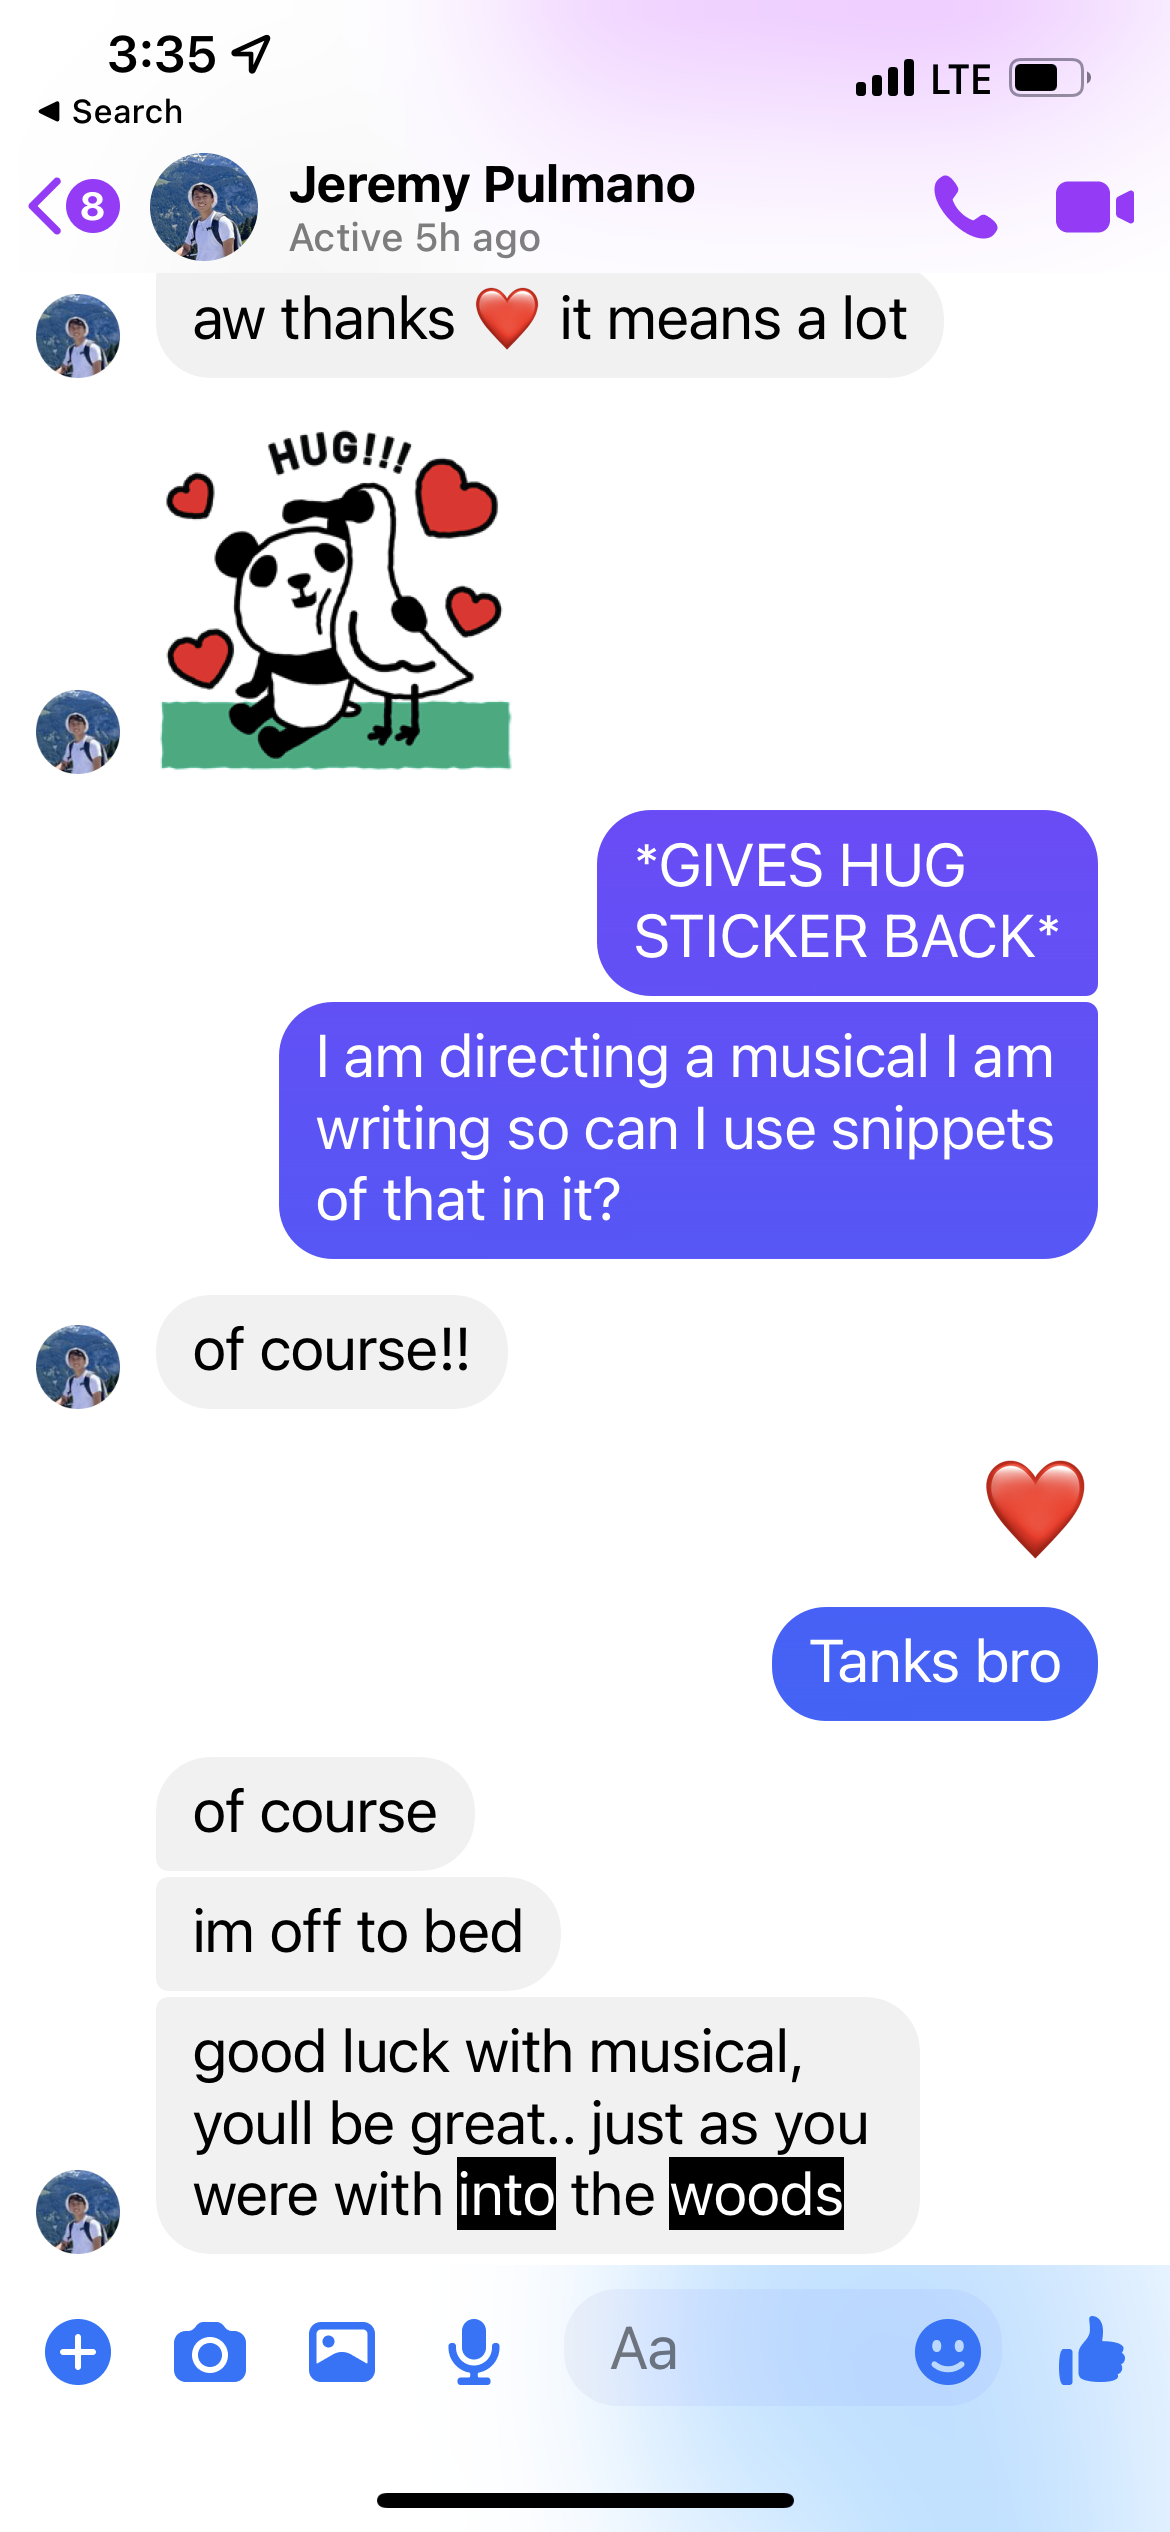 3:35
Search
LTE
8
Jeremy Pulmano
Active 5h ago
aw thanks ❤️ it means a lot
HUG!!!
*GIVES HUG
STICKER BACK*
I am directing a musical I am
writing so can I use snippets
of that in it?
of course!!
❤️
Tanks bro
of course
im off to bed
good luck with musical,
youll be great.. just as you
were with into the woods
Aa